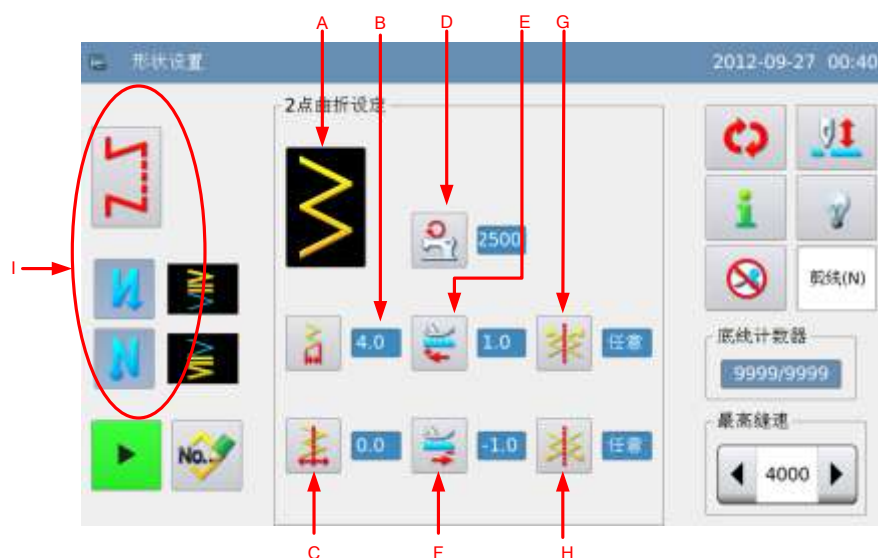 A B D E G
形状设置 2012-09-27 00:40
2点曲折设定
2500
I
剪线(N)
4.0 1.0 任意
底线计数器
9999/9999
最高缝速
No.
0.0 -1.0 任意
4000
C F H